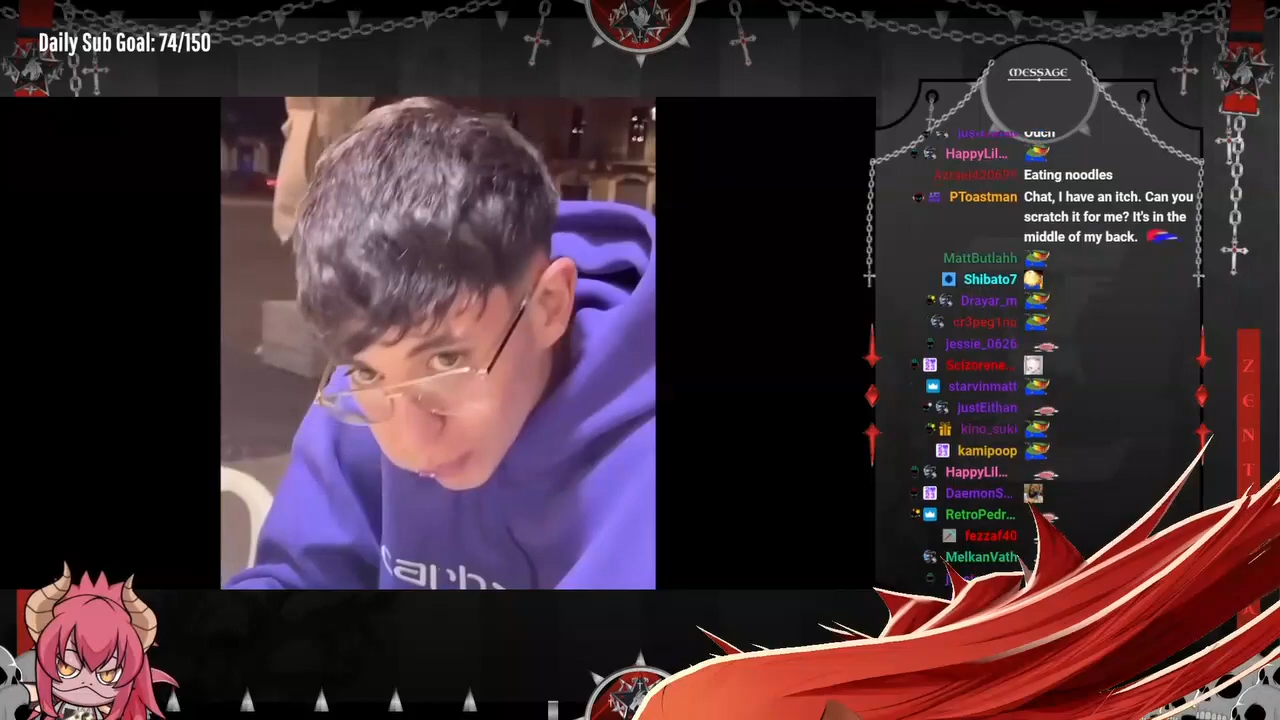 Daily Sub Goal: 74/150
MESSAGE
Ouch
HappyLil...
Eating noodles
PToastman Chat, I have an itch. Can you
scratch it for me? It's in the
middle of my back.
MattButlahh
Shibato7
Drayar_m
cr3peg1no
jessie_0626
Scizorene...
starvinmatt
justEithan
kino_suki
kamipoop
HappyLil...
DaemonS...
RetroPedr...
fezzaf40
MelkanVath
Z
E
N
T